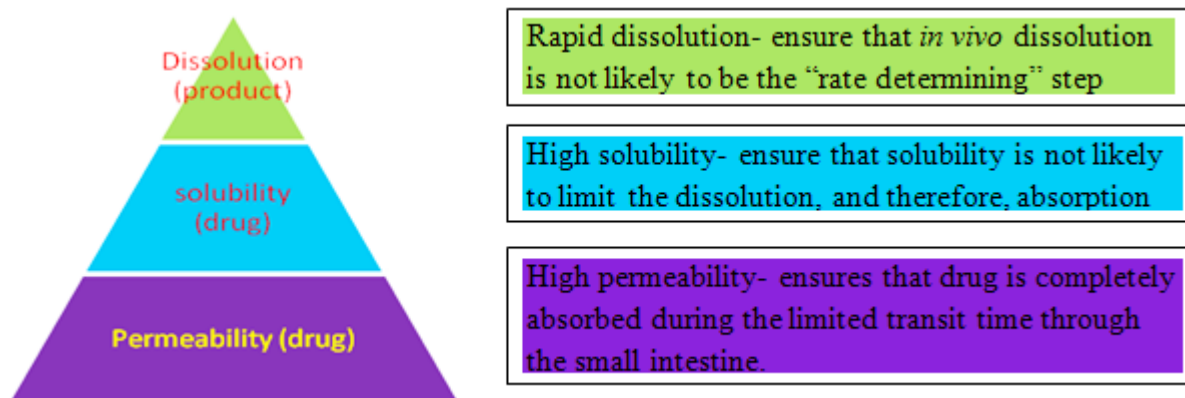 Dissolution
(product)
Rapid dissolution- ensure that in vivo dissolution
is not likely to be the “rate determining” step
solubility
(drug)
High solubility- ensure that solubility is not likely
to limit the dissolution, and therefore, absorption
Permeability (drug)
High permeability- ensures that drug is completely
absorbed during the limited transit time through
the small intestine.